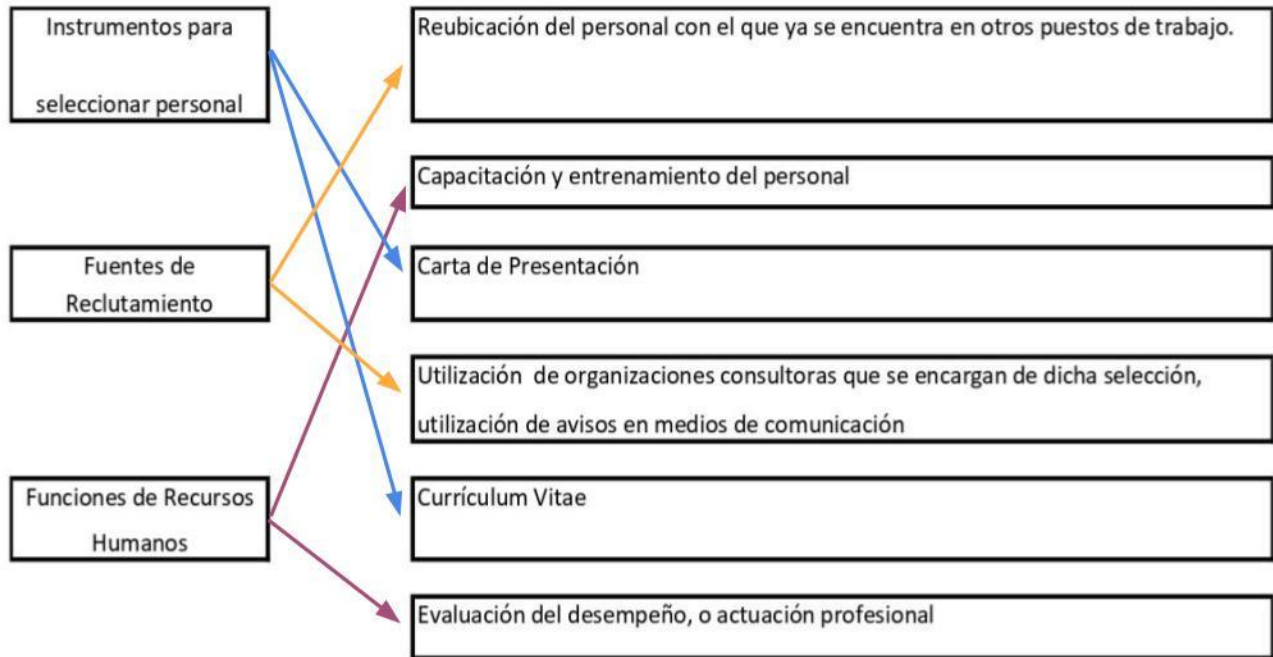 Instrumentos para
seleccionar personal
Reubicación del personal con el que ya se encuentra en otros puestos de trabajo.
Capacitación y entrenamiento del personal
Fuentes de
Reclutamiento
Carta de Presentación
Utilización de organizaciones consultoras que se encargan de dicha selección,
utilización de avisos en medios de comunicación
Funciones de Recursos
Humanos
Currículum Vitae
Evaluación del desempeño, o actuación profesional